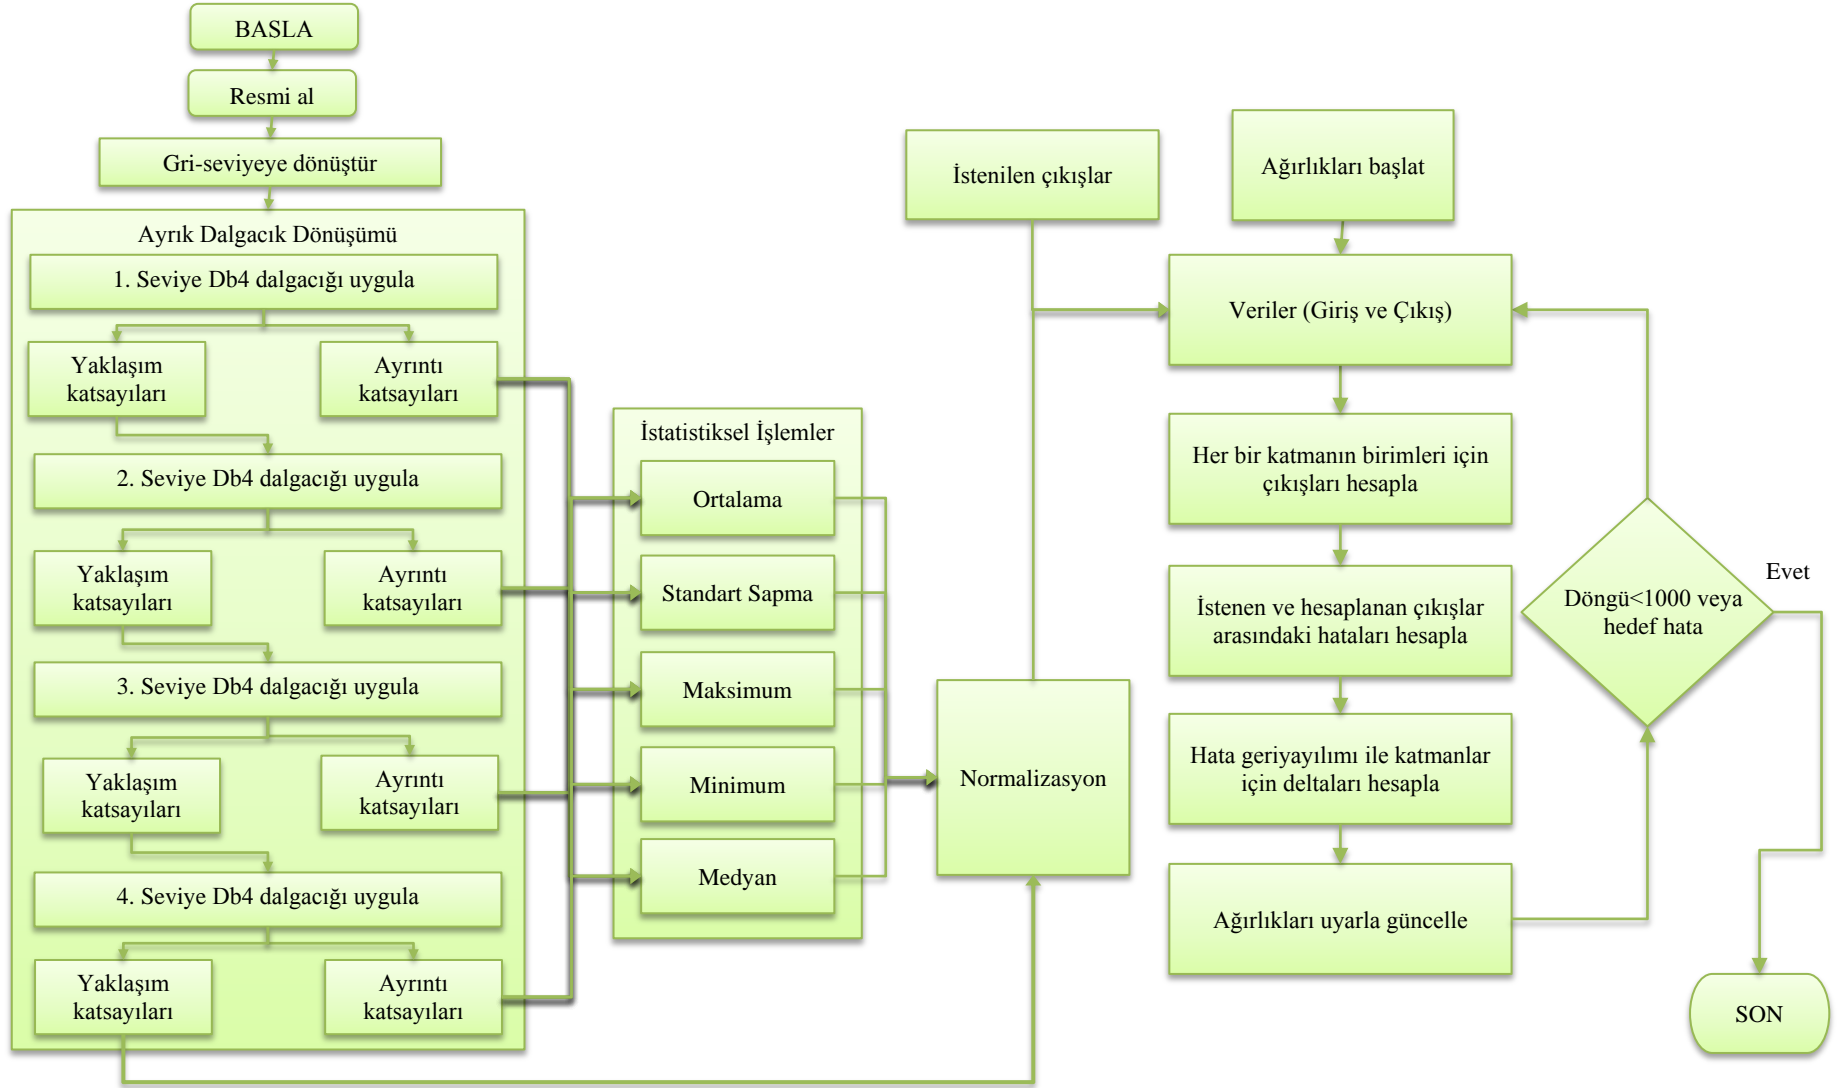 BASLA
Resmi al
Gri-seviyeye dönüştür
Ayrık Dalgacık Dönüşümü
1. Seviye Db4 dalgacığı uygula
Yaklaşım
katsayıları
Ayrıntı
katsayıları
2. Seviye Db4 dalgacığı uygula
Yaklaşım
katsayıları
Ayrıntı
katsayıları
3. Seviye Db4 dalgacığı uygula
Yaklaşım
katsayıları
Ayrıntı
katsayıları
4. Seviye Db4 dalgacığı uygula
Yaklaşım
katsayıları
Ayrıntı
katsayıları
İstatistiksel İşlemler
Ortalama
Standart Sapma
Maksimum
Minimum
Medyan
Normalizasyon
İstenilen çıkışlar
Ağırlıkları başlat
Veriler (Giriş ve Çıkış)
Her bir katmanın birimleri için
çıkışları hesapla
İstenen ve hesaplanan çıkışlar
arasındaki hataları hesapla
Hata geriyayılımı ile katmanlar
için deltaları hesapla
Ağırlıkları uyarla güncelle
Döngü<1000 veya
hedef hata
Evet
SON